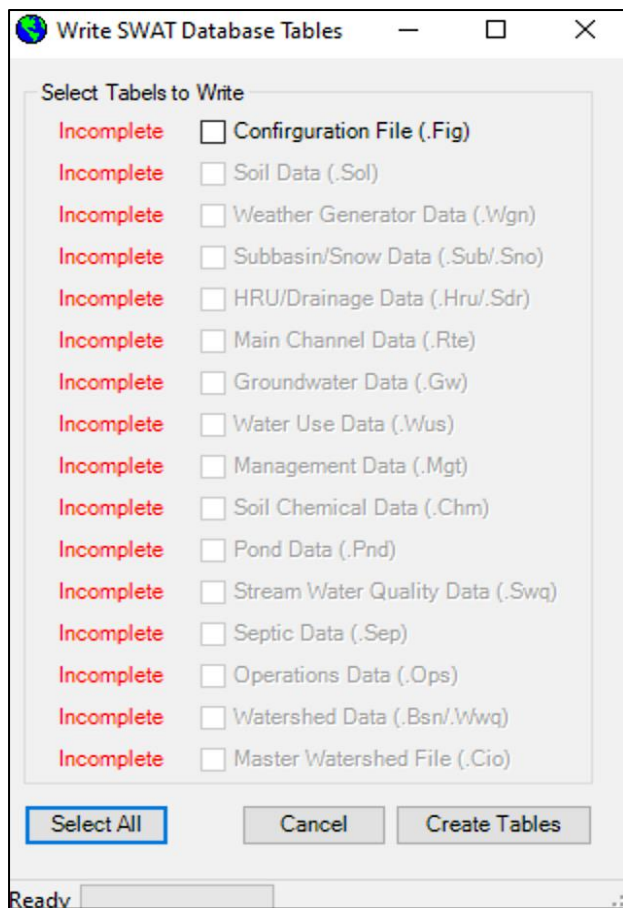 Write SWAT Database Tables
Select Tabels to Write
Incomplete Confirguration File (.Fig)
Incomplete Soil Data (.Sol)
Incomplete Weather Generator Data (.Wgn)
Incomplete Subbasin/Snow Data (.Sub/.Sno)
Incomplete HRU/Drainage Data (.Hru/.Sdr)
Incomplete Main Channel Data (.Rte)
Incomplete Groundwater Data (.Gw)
Incomplete Water Use Data (.Wus)
Incomplete Management Data (.Mgt)
Incomplete Soil Chemical Data (.Chm)
Incomplete Pond Data (.Pnd)
Incomplete Stream Water Quality Data (.Swq)
Incomplete Septic Data (.Sep)
Incomplete Operations Data (.Ops)
Incomplete Watershed Data (.Bsn/.Wwq)
Incomplete Master Watershed File (.Cio)
Select All Cancel Create Tables
Ready